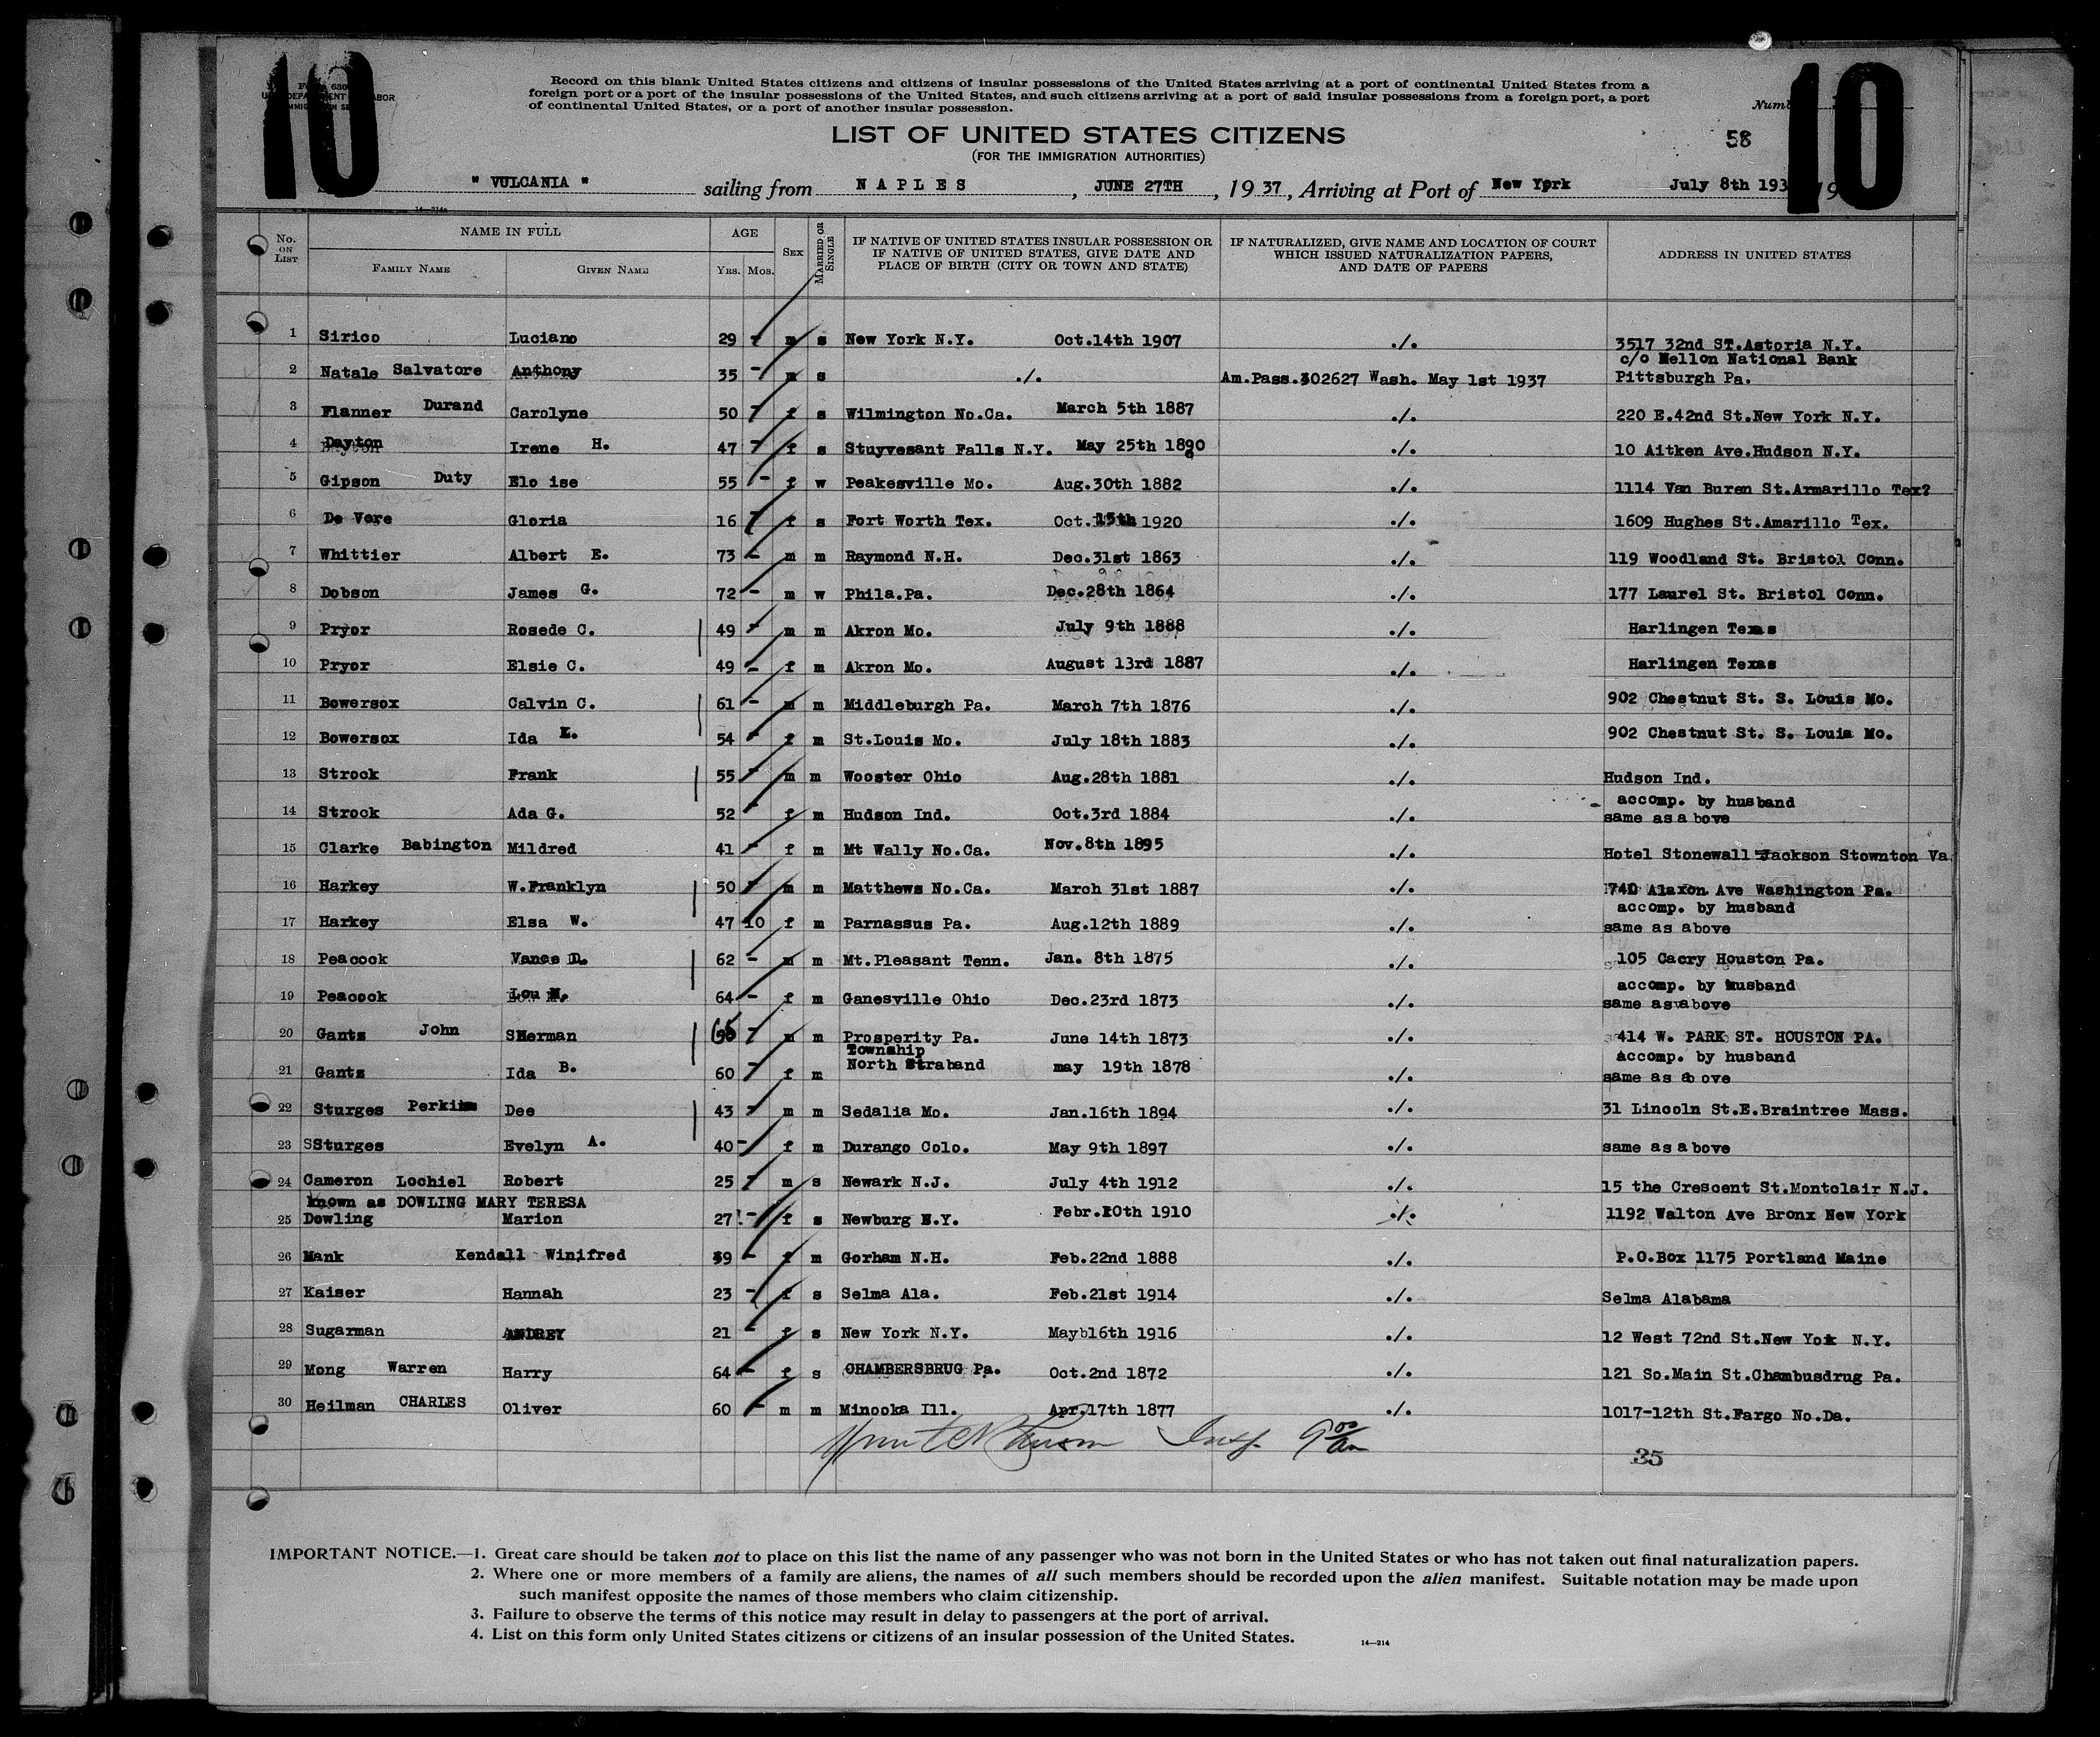 10
10
Record on this blank United States citizens and citizens of insular possessions of the United States arriving at a port of continental United States from a
foreign port or a port of the insular possessions of the United States, and such citizens arriving at a port of said insular possessions from a foreign port, a port
of continental United States, or a port of another insular possession.
LIST OF UNITED STATES CITIZENS
58
(FOR THE IMMIGRATION AUTHORITIES)
" VULCANIA " sailing from NAPLES, JUNE 27TH, 1937, Arriving at Port of New York July 8th 193
14-214a
No. ON LIST NAME IN FULL AGE SEX MARRIED OR SINGLE IF NATIVE OF UNITED STATES INSULAR POSSESSION OR IF NATIVE OF UNITED STATES, GIVE DATE AND PLACE OF BIRTH (CITY OR TOWN AND STATE) IF NATURALIZED, GIVE NAME AND LOCATION OF COURT WHICH ISSUED NATURALIZATION PAPERS, AND DATE OF PAPERS ADDRESS IN UNITED STATES
FAMILY NAME GIVEN NAME YRS. MOS.
1 Sirico Luciano 29 - m s New York N.Y. Oct.14th 1907 ./. 3517 32nd ST.Astoria N.Y.
c/o Mellon National Bank
2 Natale Salvatore Anthony 35 - m s ./. Am.Pass.302627 Wash. May 1st 1937 Pittsburgh Pa.
3 Flanner Durand Carolyne 50 - f s Wilmington No.Ca. March 5th 1887 ./. 220 E.42nd St.New York N.Y.
4 Dayton Irene H. 47 - f s Stuyvesant Falls N.Y. May 25th 1890 ./. 10 Aitken Ave.Hudson N.Y.
5 Gipson Duty Elo ise 55 - f w Peakesville Mo. Aug.30th 1882 ./. 1114 Van Buren St.Armarillo Tex?
6 De Vere Gloria 16 - f s Fort Worth Tex. Oct.15th 1920 ./. 1609 Hughes St.Amarillo Tex.
7 Whittier Albert E. 73 - m m Raymond N.H. Dec.31st 1863 ./. 119 Woodland St. Bristol Conn.
8 Dobson James G. 72 - m w Phila.Pa. Dec.28th 1864 ./. 177 Laurel St. Bristol Conn.
9 Pryor Rosede C. 49 - m m Akron Mo. July 9th 1888 ./. Harlingen Texas
10 Pryor Elsie C. 49 - f m Akron Mo. August 13rd 1887 ./. Harlingen Texas
11 Bowersox Calvin C. 61 - m m Middleburgh Pa. March 7th 1876 ./. 902 Chestnut St. S. Louis Mo.
12 Bowersox Ida 54 - f m St.Louis Mo. July 18th 1883 ./. 902 Chestnut St. S. Louis Mo.
13 Strock Frank 55 - m m Wooster Ohio Aug.28th 1881 ./. Hudson Ind.
accomp. by husband
14 Strock Ada G. 52 - f m Hudson Ind. Oct.3rd 1884 ./. same as a bove
15 Clarke Babington Mildred 41 - f m Mt Wally No.Ca. Nov.8th 1895 ./. Hotel Stonewall Jackson Stownton Va
16 Harkey W.Franklyn 50 - m m Matthews No.Ca. March 31st 1887 ./. 740 Alaxon Ave Washington Pa.
accomp. by husband
17 Harkey Elsa W. 47 10 f m Parnassus Pa. Aug.12th 1889 ./. same as above
18 Peacock Vance D. 62 - m m Mt.Pleasant Tenn. Jan. 8th 1875 ./. 105 Cacry Houston Pa.
accomp. by husband
19 Peacock Lou M. 64 - f m Ganesville Ohio Dec.23rd 1873 ./. same as above
20 Gants John SHerman - m m Prosperity Pa. June 14th 1873 ./. 414 W. PARK ST. HOUSTON PA.
Township accomp. by husband
21 Gants Ida B. 60 - f m North Straband may 19th 1878 ./. same as above
22 Sturges Perkins Dee 43 - m m Sedalia Mo. Jan.16th 1894 ./. 31 Lincoln St.E.Braintree Mass.
23 SSturges Evelyn A. 40 - f m Durango Colo. May 9th 1897 ./. same as a bove
24 Cameron Lochiel Robert 25 - m s Newark N.J. July 4th 1912 ./. 15 the Crescent St.Montclair N.J.
known as DOWLING MARY TERESA
25 Dowling Marion 27 - f s Newburg N.Y. Febr.20th 1910 ./. 1192 Walton Ave Bronx New York
26 Mank Kendall Winifred 39 - f m Gorham N.H. Feb.22nd 1888 ./. P.O.Box 1175 Portland Maine
27 Kaiser Hannah 23 - f s Selma Ala. Feb.21st 1914 ./. Selma Alabama
28 Sugarman ANDREY 21 - f s New York N.Y. Mayb16th 1916 ./. 12 West 72nd St.New York N.Y.
29 Mong Warren Harry 64 - f s CHAMBERSBRUG Pa. Oct.2nd 1872 ./. 121 So.Main St.Chambusdrug Pa.
30 Heilman CHARLES Oliver 60 - m m Minooka Ill. Apr.17th 1877 ./. 1017-12th St.Fargo No.Da.
Insp. 9 00 am
35
IMPORTANT NOTICE.—1. Great care should be taken not to place on this list the name of any passenger who was not born in the United States or who has not taken out final naturalization papers.
2. Where one or more members of a family are aliens, the names of all such members should be recorded upon the alien manifest. Suitable notation may be made upon
such manifest opposite the names of those members who claim citizenship.
3. Failure to observe the terms of this notice may result in delay to passengers at the port of arrival.
4. List on this form only United States citizens or citizens of an insular possession of the United States.
14—214